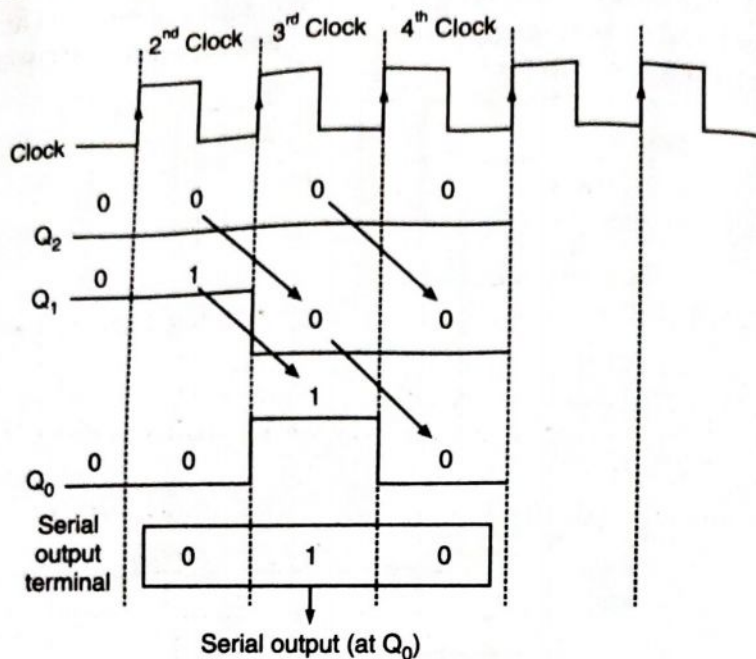 2nd Clock 3rd Clock 4th Clock
Clock
0 0 0 0
Q2
0 1
Q1
0 0
1
0 0 0
Q0
Serial
output
terminal
0 1 0
Serial output (at Q0)